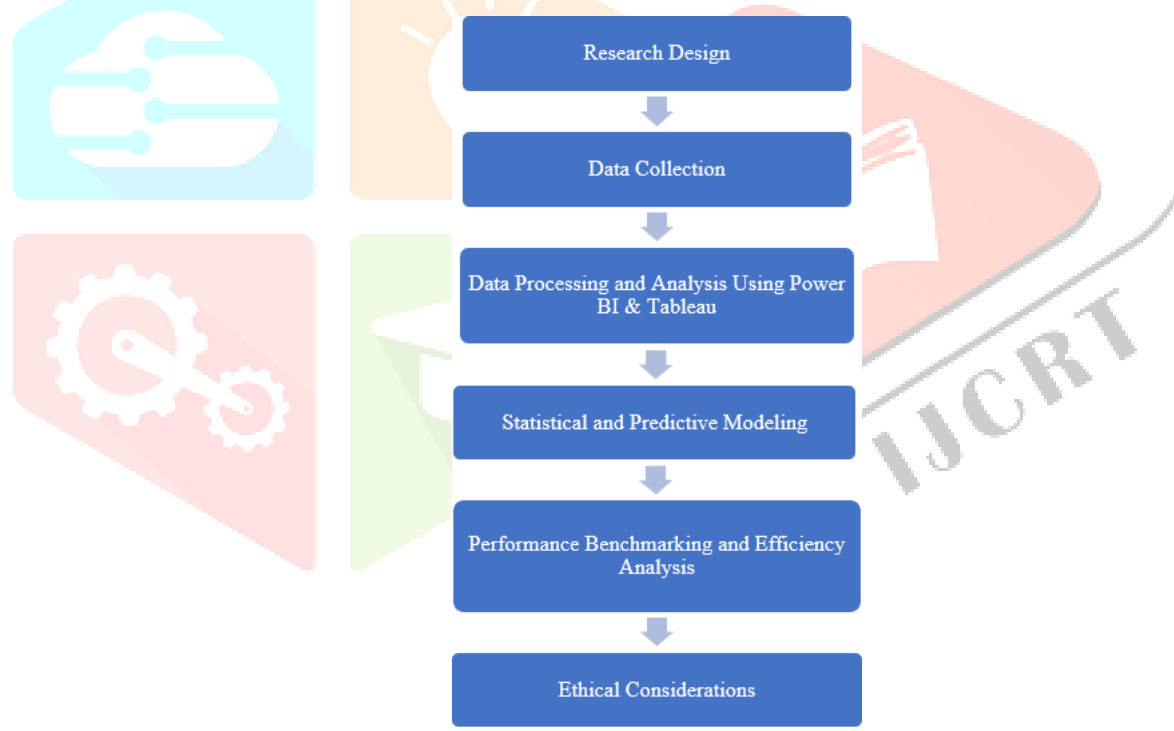 Research Design
Data Collection
Data Processing and Analysis Using Power
BI & Tableau
Statistical and Predictive Modeling
IJCRT
Performance Benchmarking and Efficiency
Analysis
Ethical Considerations